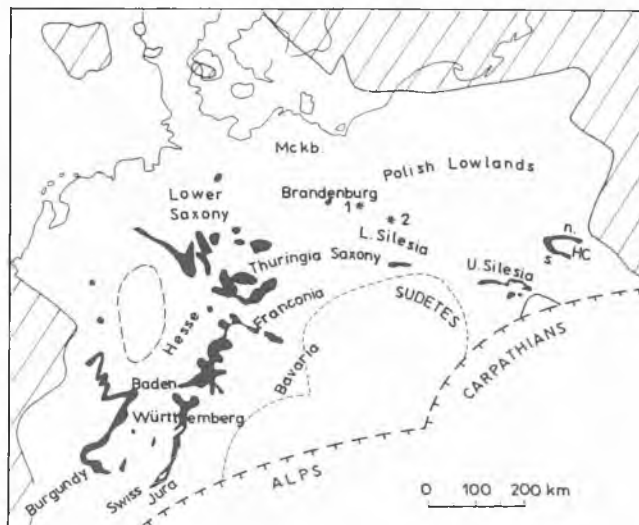 Mckb.
Polish Lowlands
Brandenburg
1*
* 2
Lower
Saxony
L. Silesia
n.
s
HC
Thuringia Saxony
U. Silesia
SUDETES
Franconia
Hesse
CARPATHIANS
Bavaria
Baden
Württemberg
Burgundy
Swiss
Jura
ALPS
0 100 200 km